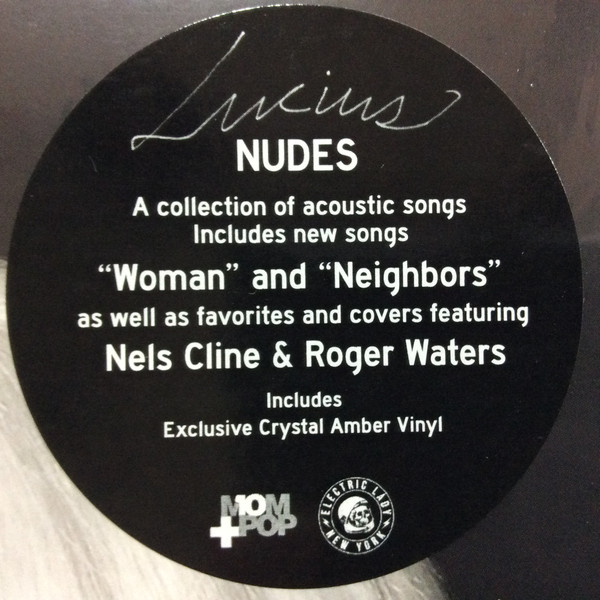 Lucius
NUDES
A collection of acoustic songs
Includes new songs
“Woman” and “Neighbors”
as well as favorites and covers featuring
Nels Cline & Roger Waters
Includes
Exclusive Crystal Amber Vinyl
MOM
+POP
ELECTRIC LADY
NEW YORK